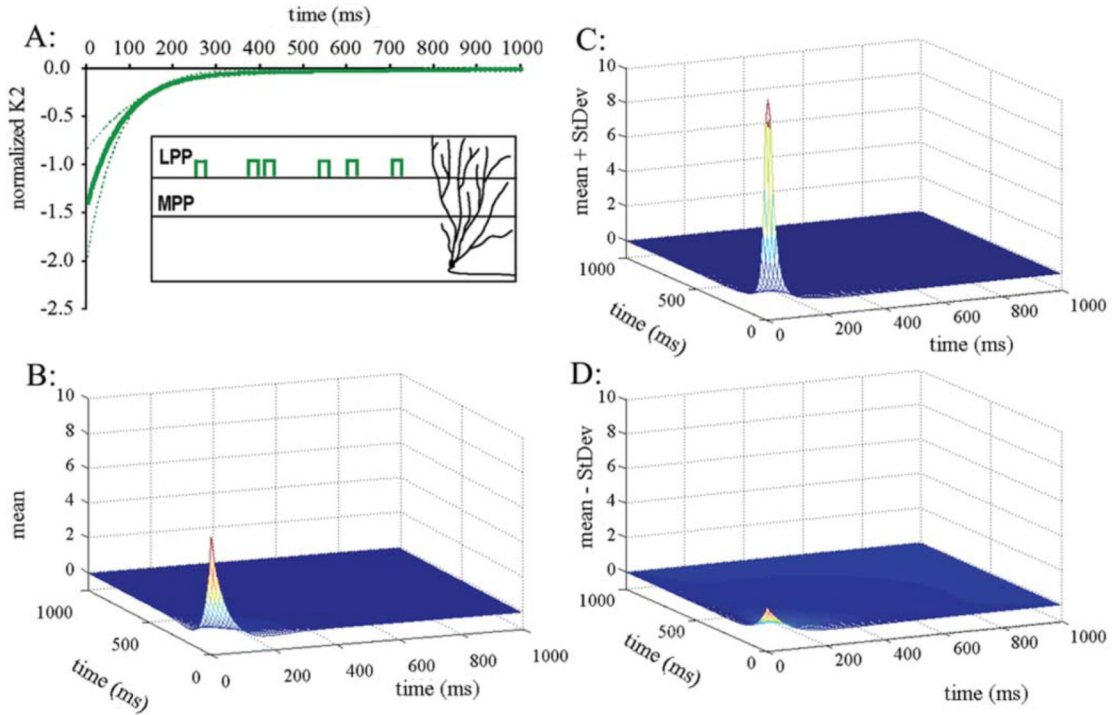 A:
time (ms)
0 100 200 300 400 500 600 700 800 900 1000
normalized K2
0.0
-0.5
-1.0
-1.5
-2.0
-2.5
LPP
MPP
B:
mean
10
8
6
4
2
0
1000
500
0
time (ms)
0 200 400 600 800 1000
time (ms)
C:
mean + StDev
10
8
6
4
2
0
1000
500
0
time (ms)
0 200 400 600 800 1000
time (ms)
D:
mean - StDev
10
8
6
4
2
0
1000
500
0
time (ms)
0 200 400 600 800 1000
time (ms)